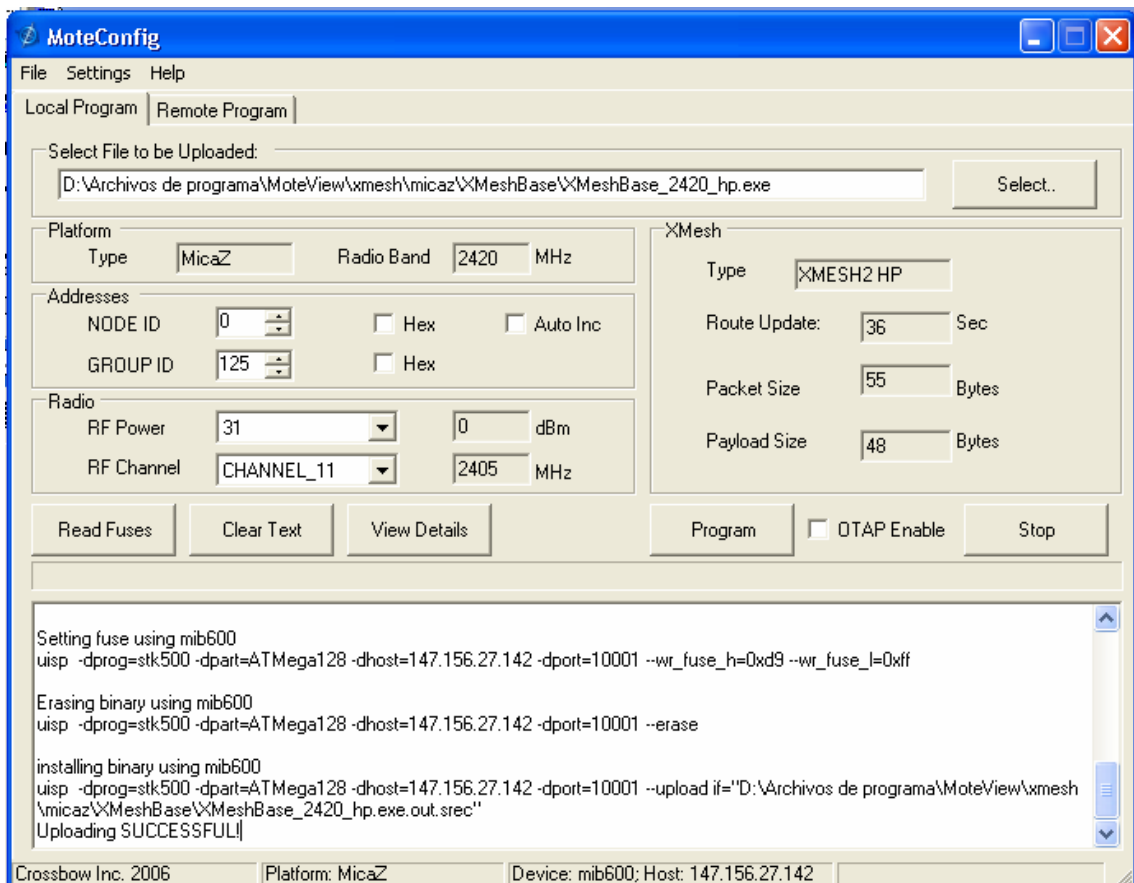 MoteConfig
File Settings Help
Local Program Remote Program
Select File to be Uploaded:
D:\Archivos de programa\MoteView\xmesh\micaz\XMeshBase\XMeshBase_2420_hp.exe Select..
Platform
Type MicaZ Radio Band 2420 MHz
Addresses
NODE ID 0 Hex Auto Inc
GROUP ID 125 Hex
Radio
RF Power 31 0 dBm
RF Channel CHANNEL_11 2405 MHz
XMesh
Type XMESH2 HP
Route Update: 36 Sec
Packet Size 55 Bytes
Payload Size 48 Bytes
Read Fuses Clear Text View Details Program OTAP Enable Stop
Setting fuse using mib600
uisp -dprog=stk500 -dpart=ATMega128 -dhost=147.156.27.142 -dport=10001 --wr_fuse_h=0xd9 --wr_fuse_l=0xff
Erasing binary using mib600
uisp -dprog=stk500 -dpart=ATMega128 -dhost=147.156.27.142 -dport=10001 --erase
installing binary using mib600
uisp -dprog=stk500 -dpart=ATMega128 -dhost=147.156.27.142 -dport=10001 --upload if="D:\Archivos de programa\MoteView\xmesh
\micaz\XMeshBase\XMeshBase_2420_hp.exe.out.srec"
Uploading SUCCESSFUL!
Crossbow Inc. 2006 Platform: MicaZ Device: mib600; Host: 147.156.27.142